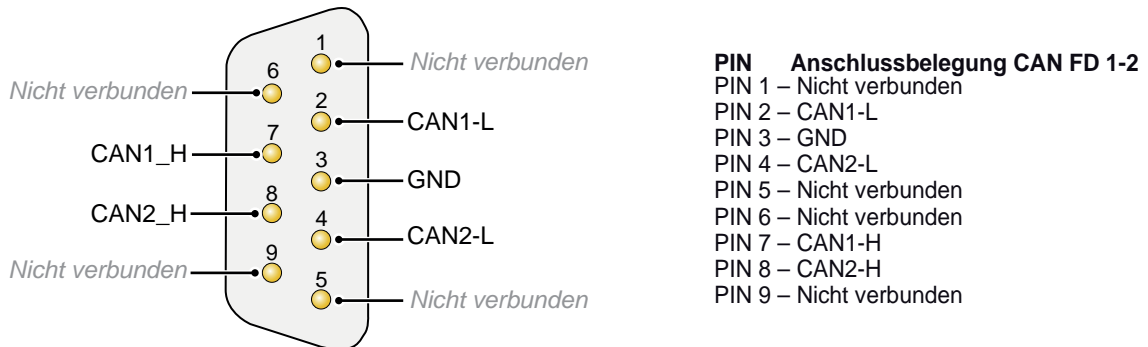 1
Nicht verbunden
6
Nicht verbunden
2
CAN1-L
7
CAN1_H
3
GND
8
CAN2_H
4
CAN2-L
9
Nicht verbunden
5
Nicht verbunden
PIN Anschlussbelegung CAN FD 1-2
PIN 1 – Nicht verbunden
PIN 2 – CAN1-L
PIN 3 – GND
PIN 4 – CAN2-L
PIN 5 – Nicht verbunden
PIN 6 – Nicht verbunden
PIN 7 – CAN1-H
PIN 8 – CAN2-H
PIN 9 – Nicht verbunden